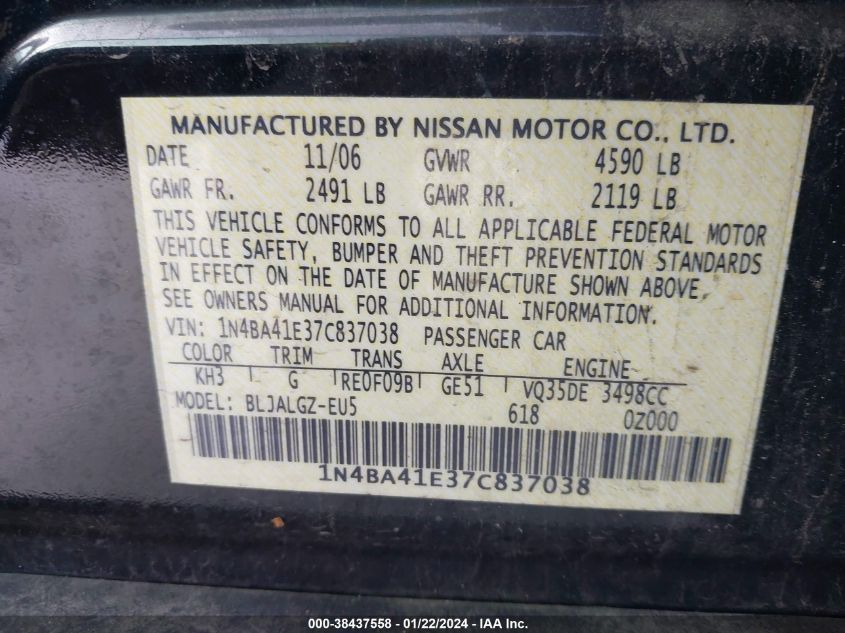 MANUFACTURED BY NISSAN MOTOR CO., LTD.
DATE 11/06 GVWR 4590 LB
GAWR FR. 2491 LB GAWR RR. 2119 LB
THIS VEHICLE CONFORMS TO ALL APPLICABLE FEDERAL MOTOR
VEHICLE SAFETY, BUMPER AND THEFT PREVENTION STANDARDS
IN EFFECT ON THE DATE OF MANUFACTURE SHOWN ABOVE.
SEE OWNERS MANUAL FOR ADDITIONAL INFORMATION.
VIN: 1N4BA41E37C837038 PASSENGER CAR
COLOR TRIM TRANS AXLE ENGINE
KH3 G RE0F09B GE51 VQ35DE 3498CC
MODEL: BLJALGZ-EU5 618 0Z000
1N4BA41E37C837038
000-38437558 - 01/22/2024 - IAA Inc.